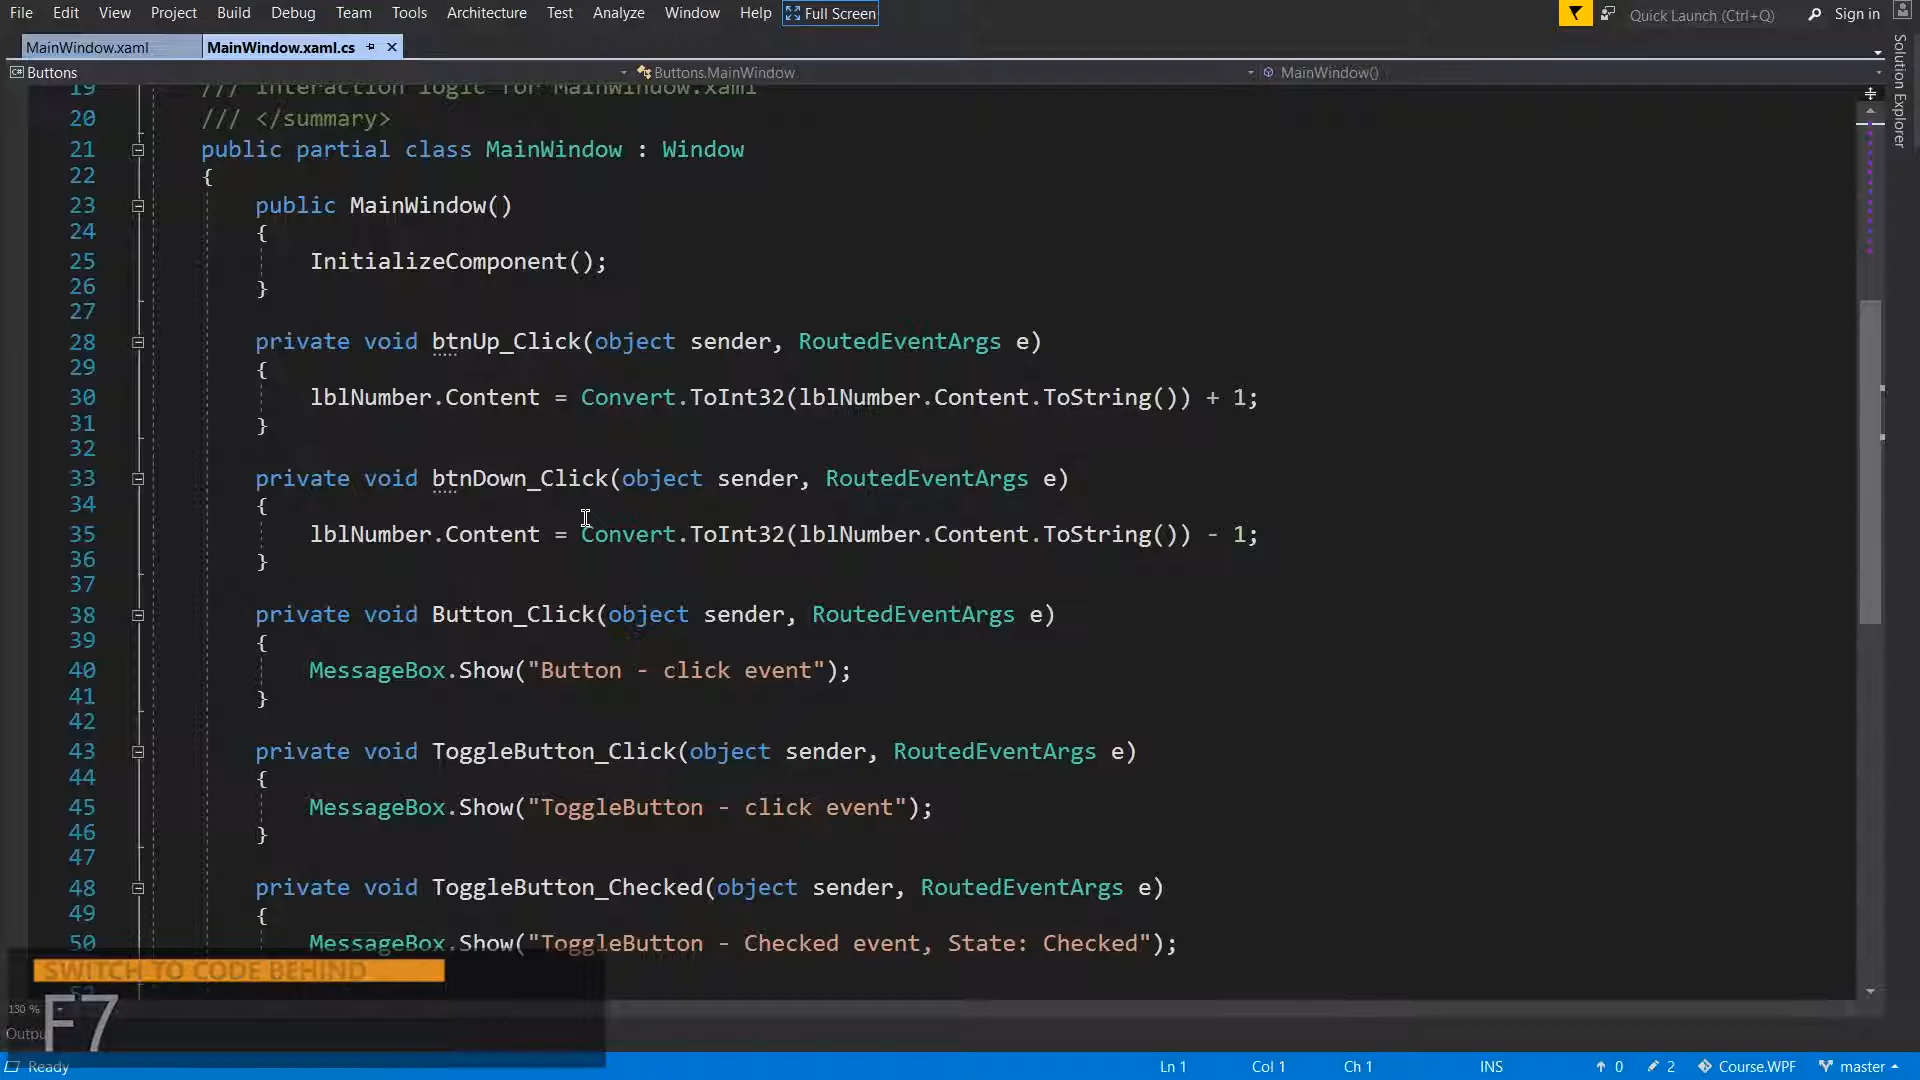 File Edit View Project Build Debug Team Tools Architecture Test Analyze Window Help Full Screen Quick Launch (Ctrl+Q) Sign in
MainWindow.xaml MainWindow.xaml.cs
Buttons Buttons.MainWindow MainWindow()
Solution Explorer
19 /// Interaction logic for MainWindow.xaml
20 /// </summary>
21 public partial class MainWindow : Window
22 {
23 public MainWindow()
24 {
25 InitializeComponent();
26 }
27
28 private void btnUp_Click(object sender, RoutedEventArgs e)
29 {
30 lblNumber.Content = Convert.ToInt32(lblNumber.Content.ToString()) + 1;
31 }
32
33 private void btnDown_Click(object sender, RoutedEventArgs e)
34 {
35 lblNumber.Content = Convert.ToInt32(lblNumber.Content.ToString()) - 1;
36 }
37
38 private void Button_Click(object sender, RoutedEventArgs e)
39 {
40 MessageBox.Show("Button - click event");
41 }
42
43 private void ToggleButton_Click(object sender, RoutedEventArgs e)
44 {
45 MessageBox.Show("ToggleButton - click event");
46 }
47
48 private void ToggleButton_Checked(object sender, RoutedEventArgs e)
49 {
50 MessageBox.Show("ToggleButton - Checked event, State: Checked");
SWITCH TO CODE BEHIND
130 %
F7
Ready Ln 1 Col 1 Ch 1 INS 0 2 Course.WPF master